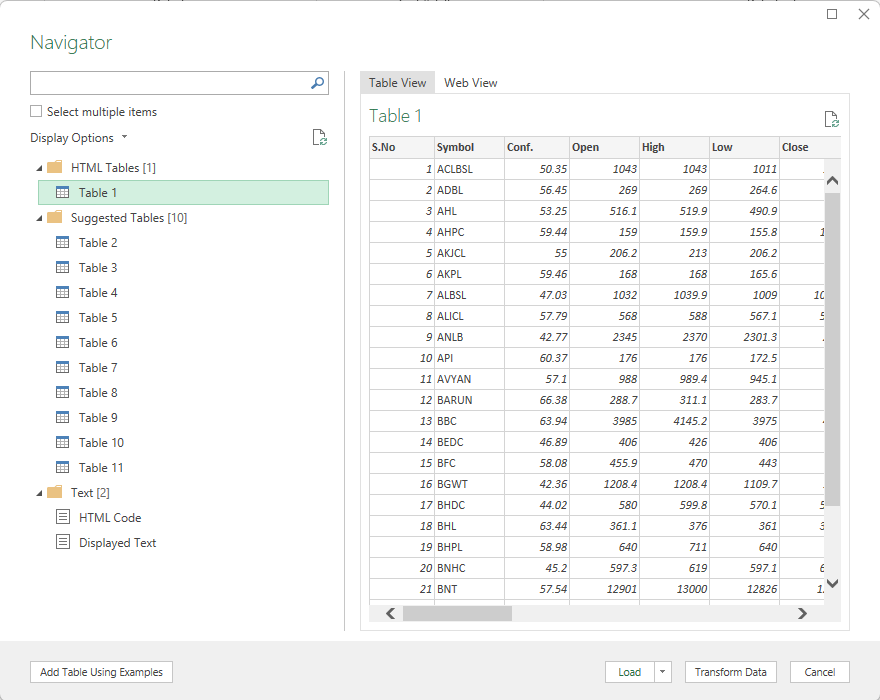 Navigator
Select multiple items
Display Options
HTML Tables [1]
Table 1
Suggested Tables [10]
Table 2
Table 3
Table 4
Table 5
Table 6
Table 7
Table 8
Table 9
Table 10
Table 11
Text [2]
HTML Code
Displayed Text
Table View Web View
Table 1
S.No Symbol Conf. Open High Low Close
1 ACLBSL 50.35 1043 1043 1011
2 ADBL 56.45 269 269 264.6
3 AHL 53.25 516.1 519.9 490.9
4 AHPC 59.44 159 159.9 155.8
5 AKJCL 55 206.2 213 206.2
6 AKPL 59.46 168 168 165.6
7 ALBSL 47.03 1032 1039.9 1009
8 ALICL 57.79 568 588 567.1
9 ANLB 42.77 2345 2370 2301.3
10 API 60.37 176 176 172.5
11 AVYAN 57.1 988 989.4 945.1
12 BARUN 66.38 288.7 311.1 283.7
13 BBC 63.94 3985 4145.2 3975
14 BEDC 46.89 406 426 406
15 BFC 58.08 455.9 470 443
16 BGWT 42.36 1208.4 1208.4 1109.7
17 BHDC 44.02 580 599.8 570.1
18 BHL 63.44 361.1 376 361
19 BHPL 58.98 640 711 640
20 BNHC 45.2 597.3 619 597.1
21 BNT 57.54 12901 13000 12826
Add Table Using Examples Load Transform Data Cancel